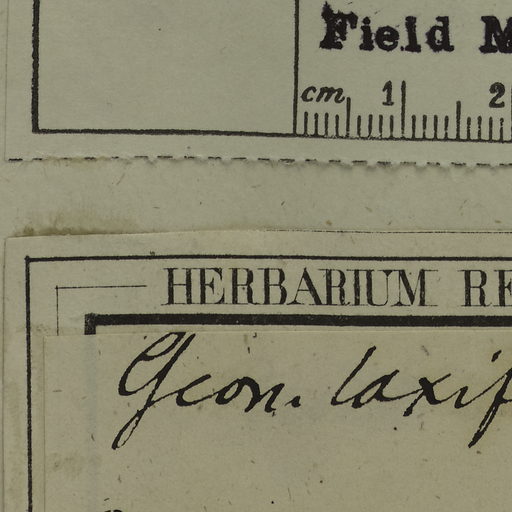 Field M
cm 1 2
HERBARIUM RE
Geon. laxif